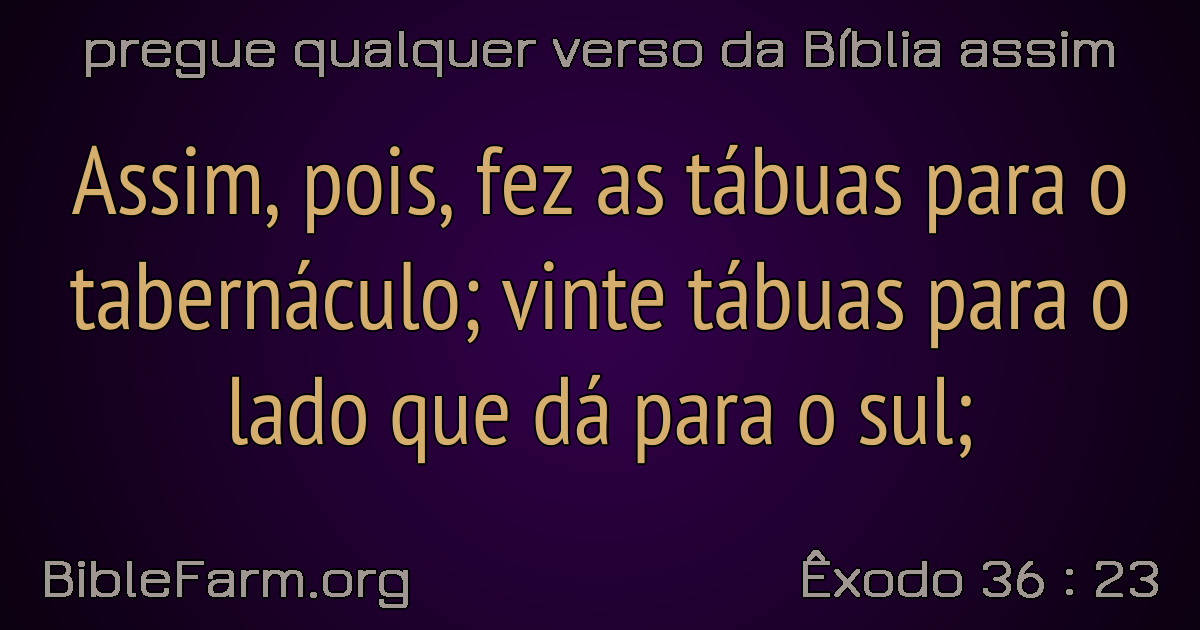 pregue qualquer verso da Bíblia assim
Assim, pois, fez as tábuas para o
tabernáculo; vinte tábuas para o
lado que dá para o sul;
BibleFarm.org
Êxodo 36 : 23